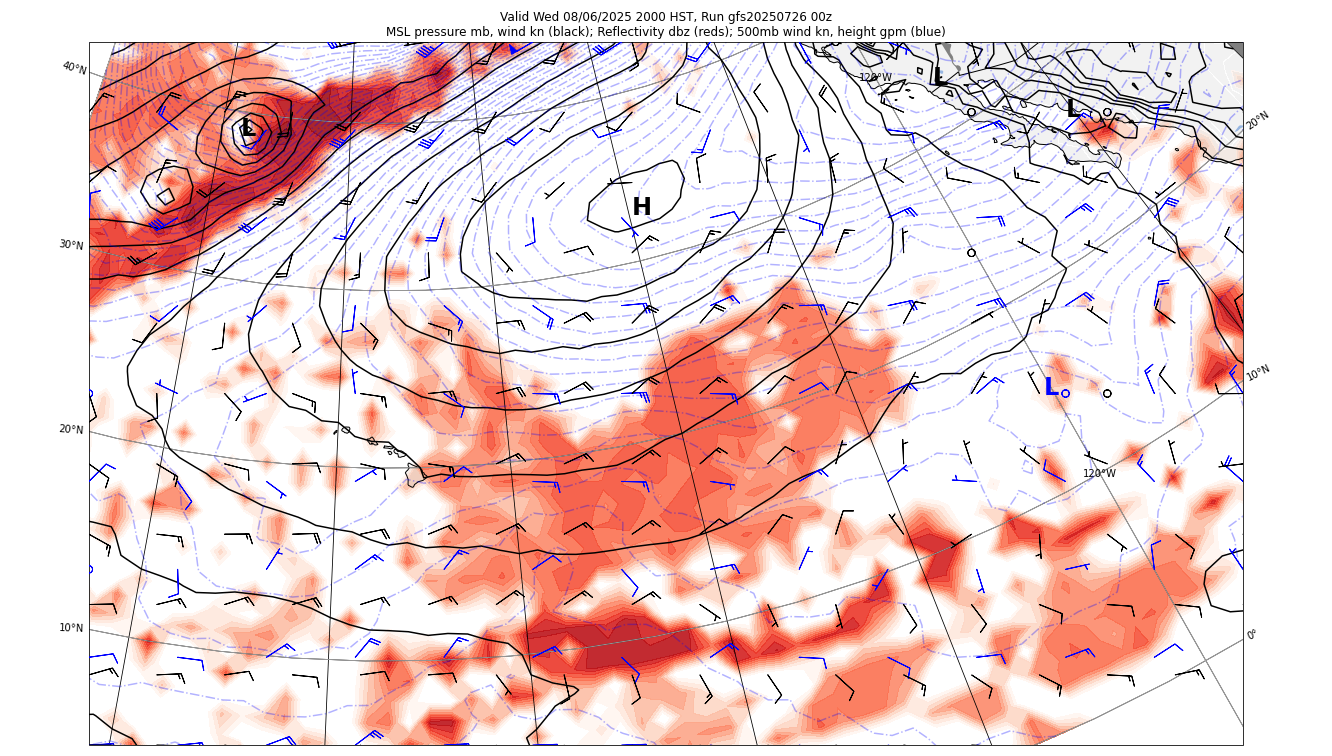 Valid Wed 08/06/2025 2000 HST, Run gfs20250726 00z
MSL pressure mb, wind kn (black); Reflectivity dbz (reds); 500mb wind kn, height gpm (blue)
40°N
120°W
L
L
20°N
L
H
30°N
10°N
L
20°N
120°W
10°N
0°